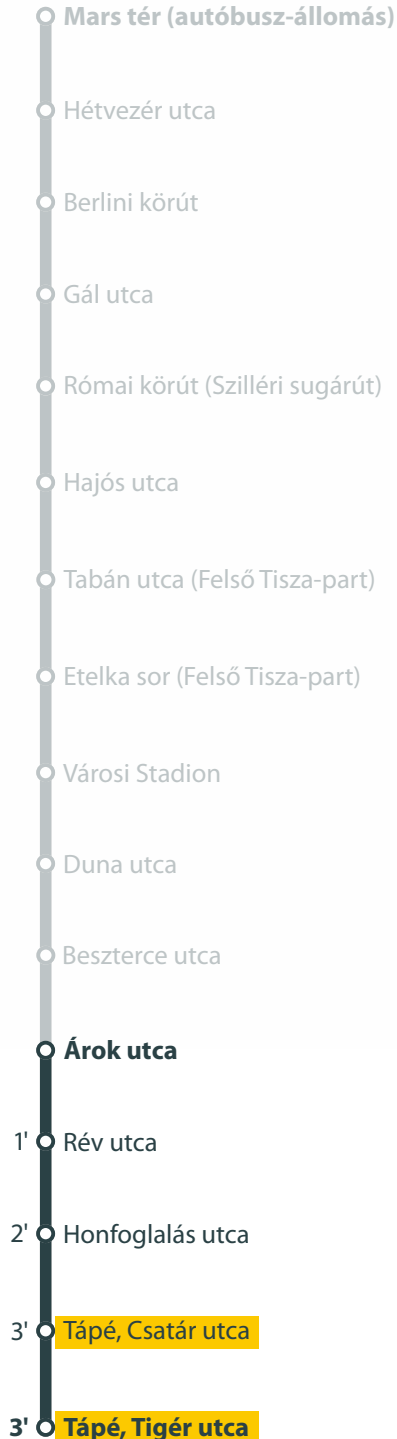 Mars tér (autóbusz-állomás)
Hétvezér utca
Berlini körút
Gál utca
Római körút (Szilléri sugárút)
Hajós utca
Tabán utca (Felső Tisza-part)
Etelka sor (Felső Tisza-part)
Városi Stadion
Duna utca
Beszterce utca
Árok utca
1' Rév utca
2' Honfoglalás utca
3' Tápé, Csatár utca
3' Tápé, Tigér utca